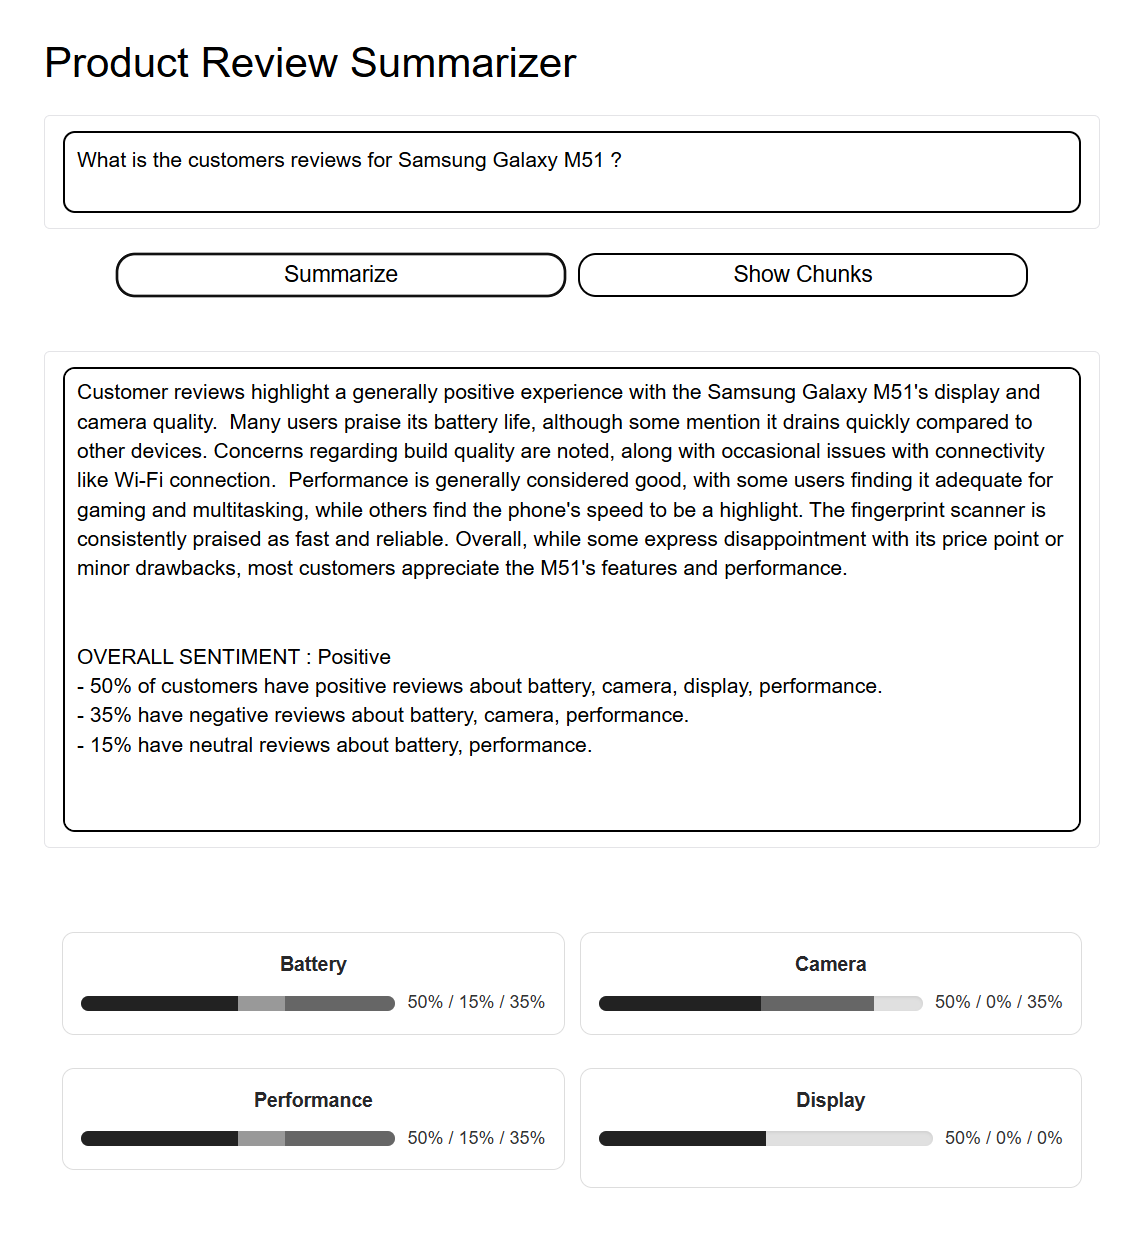 Product Review Summarizer
What is the customers reviews for Samsung Galaxy M51 ?
Summarize
Show Chunks
Customer reviews highlight a generally positive experience with the Samsung Galaxy M51's display and
camera quality.  Many users praise its battery life, although some mention it drains quickly compared to
other devices. Concerns regarding build quality are noted, along with occasional issues with connectivity
like Wi-Fi connection.  Performance is generally considered good, with some users finding it adequate for
gaming and multitasking, while others find the phone's speed to be a highlight. The fingerprint scanner is
consistently praised as fast and reliable. Overall, while some express disappointment with its price point or
minor drawbacks, most customers appreciate the M51's features and performance.
OVERALL SENTIMENT : Positive
- 50% of customers have positive reviews about battery, camera, display, performance.
- 35% have negative reviews about battery, camera, performance.
- 15% have neutral reviews about battery, performance.
Battery
50% / 15% / 35%
Camera
50% / 0% / 35%
Performance
50% / 15% / 35%
Display
50% / 0% / 0%